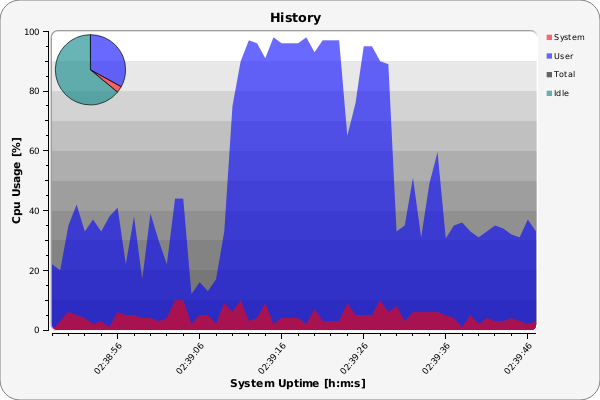 History
System
User
Total
Idle
Cpu Usage [%]
100
80
60
40
20
0
02:38:56
02:39:06
02:39:16
02:39:26
02:39:36
02:39:46
System Uptime [h:m:s]